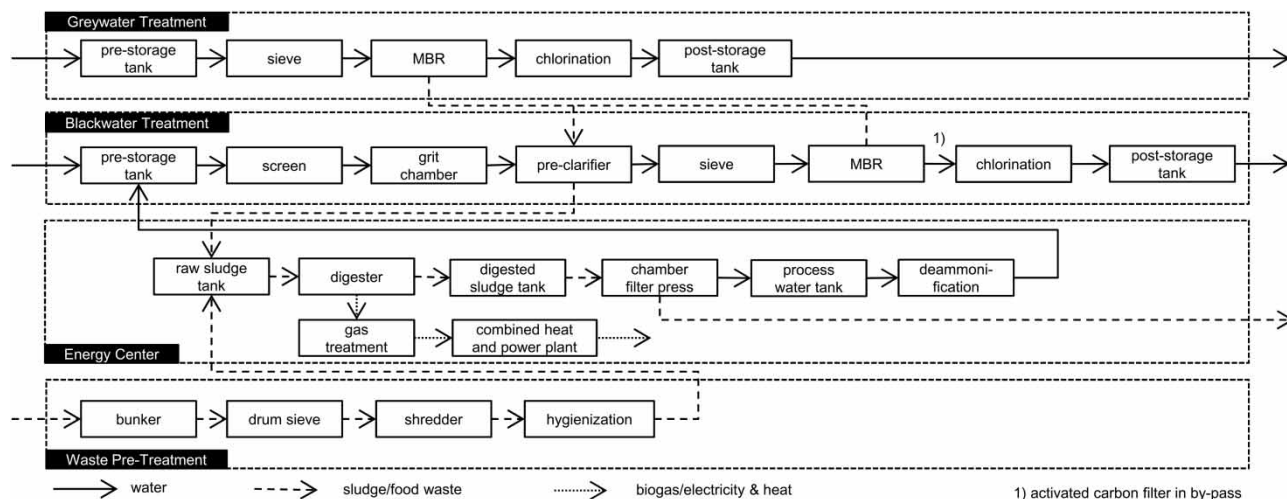 Greywater Treatment
pre-storage
tank
sieve
MBR
chlorination
post-storage
tank
Blackwater Treatment
pre-storage
tank
screen
grit
chamber
pre-clarifier
sieve
MBR
1)
chlorination
post-storage
tank
raw sludge
tank
digester
digested
sludge tank
chamber
filter press
process
water tank
deammoni-
fication
gas
treatment
combined heat
and power plant
Energy Center
bunker
drum sieve
shredder
hygienization
Waste Pre-Treatment
water
sludge/food waste
biogas/electricity & heat
1) activated carbon filter in by-pass